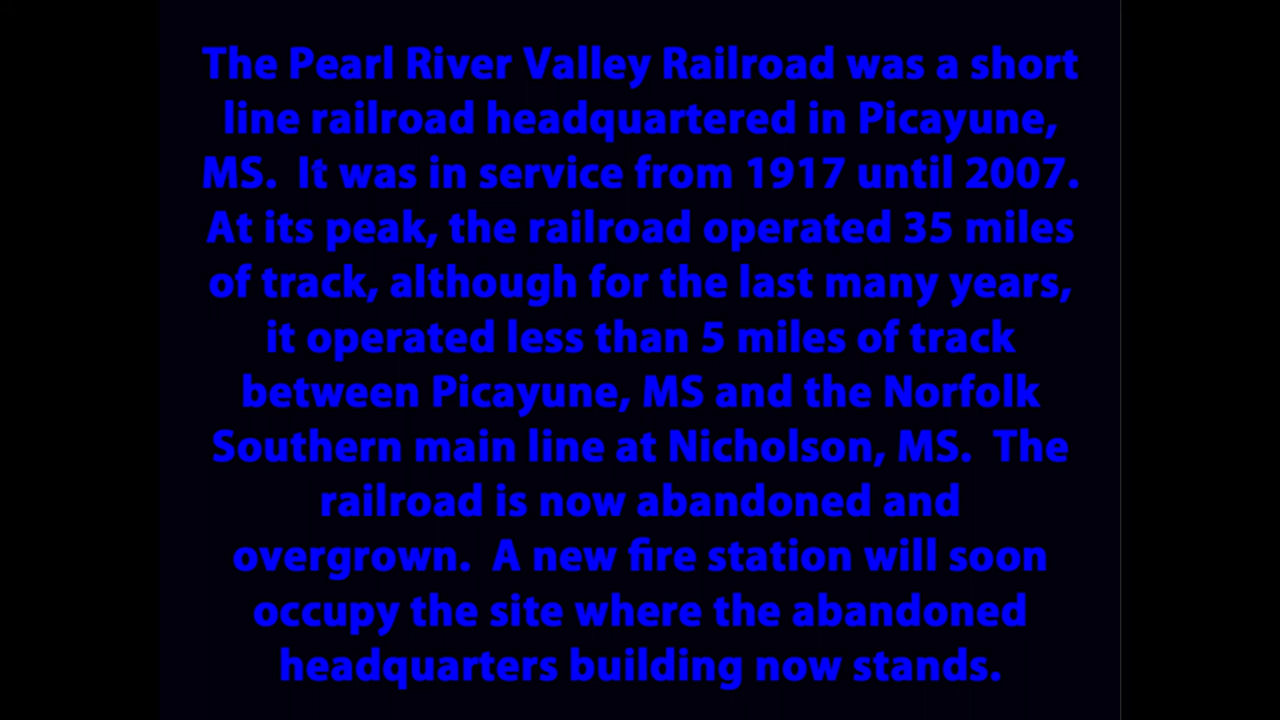 The Pearl River Valley Railroad was a short
line railroad headquartered in Picayune,
MS.  It was in service from 1917 until 2007.
At its peak, the railroad operated 35 miles
of track, although for the last many years,
it operated less than 5 miles of track
between Picayune, MS and the Norfolk
Southern main line at Nicholson, MS.  The
railroad is now abandoned and
overgrown.  A new fire station will soon
occupy the site where the abandoned
headquarters building now stands.